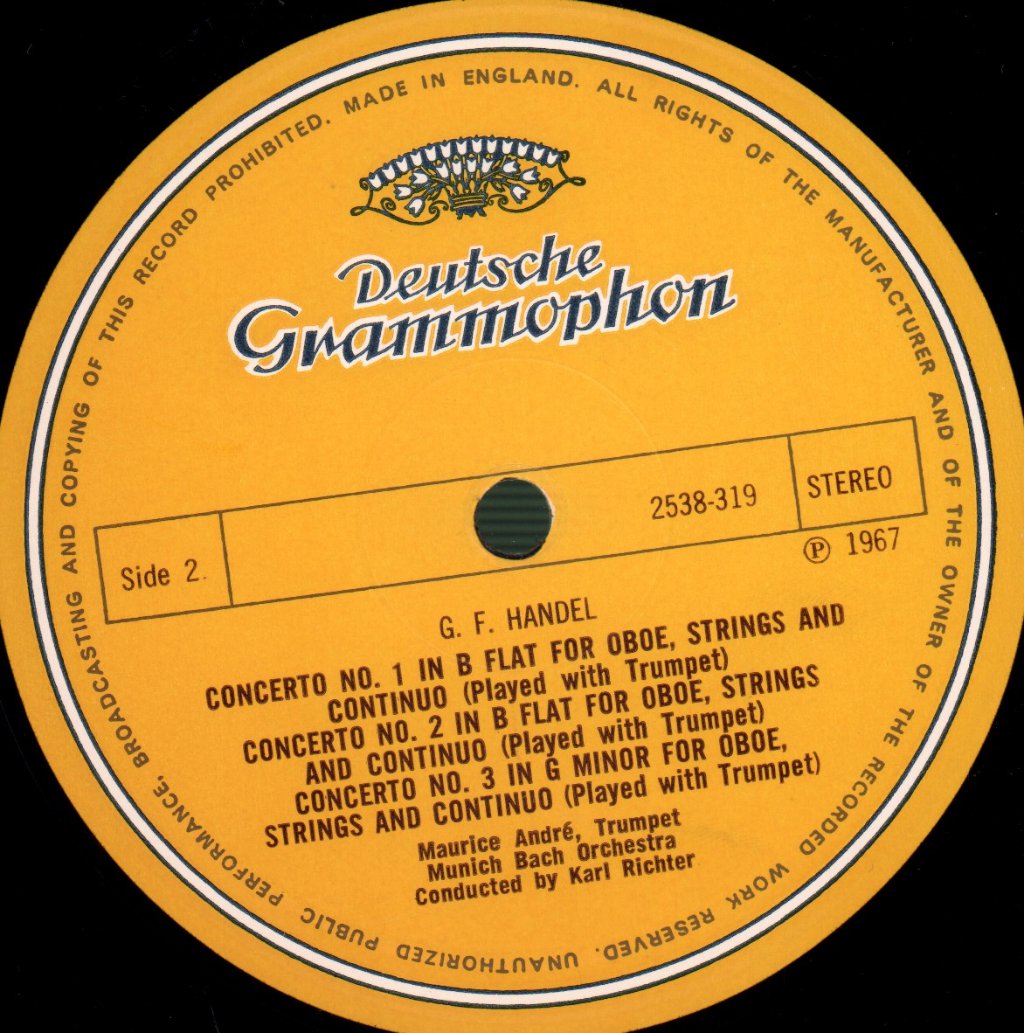 BROADCASTING AND COPYING OF THIS RECORD PROHIBITED. MADE IN ENGLAND. ALL RIGHTS OF THE MANUFACTURER AND OF THE OWNER OF THE RECORDED WORK RESERVED. UNAUTHORIZED PUBLIC PERFORMANCE,
Deutsche
Grammophon
Side 2
2538-319
STEREO
℗ 1967
G. F. HANDEL
CONCERTO NO. 1 IN B FLAT FOR OBOE, STRINGS AND
CONTINUO (Played with Trumpet)
CONCERTO NO. 2 IN B FLAT FOR OBOE, STRINGS
AND CONTINUO (Played with Trumpet)
CONCERTO NO. 3 IN G MINOR FOR OBOE,
STRINGS AND CONTINUO (Played with Trumpet)
Maurice André, Trumpet
Munich Bach Orchestra
Conducted by Karl Richter